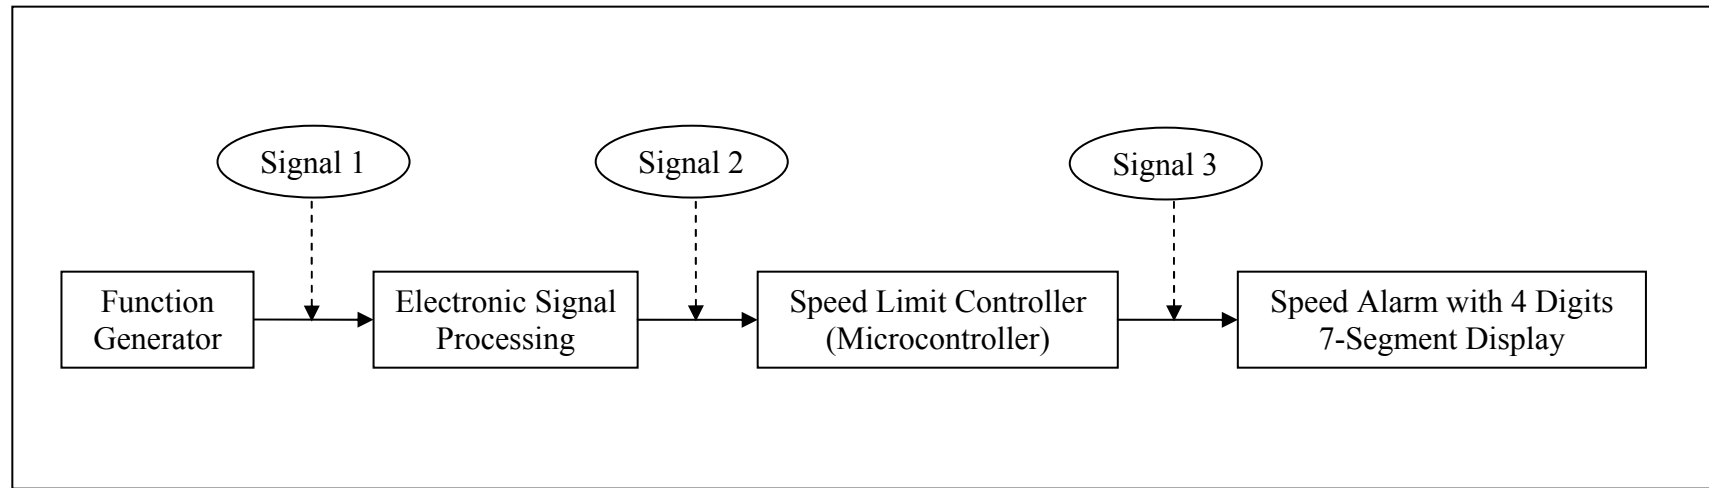 Signal 1
Signal 2
Signal 3
Function
Generator
Electronic Signal
Processing
Speed Limit Controller
(Microcontroller)
Speed Alarm with 4 Digits
7-Segment Display